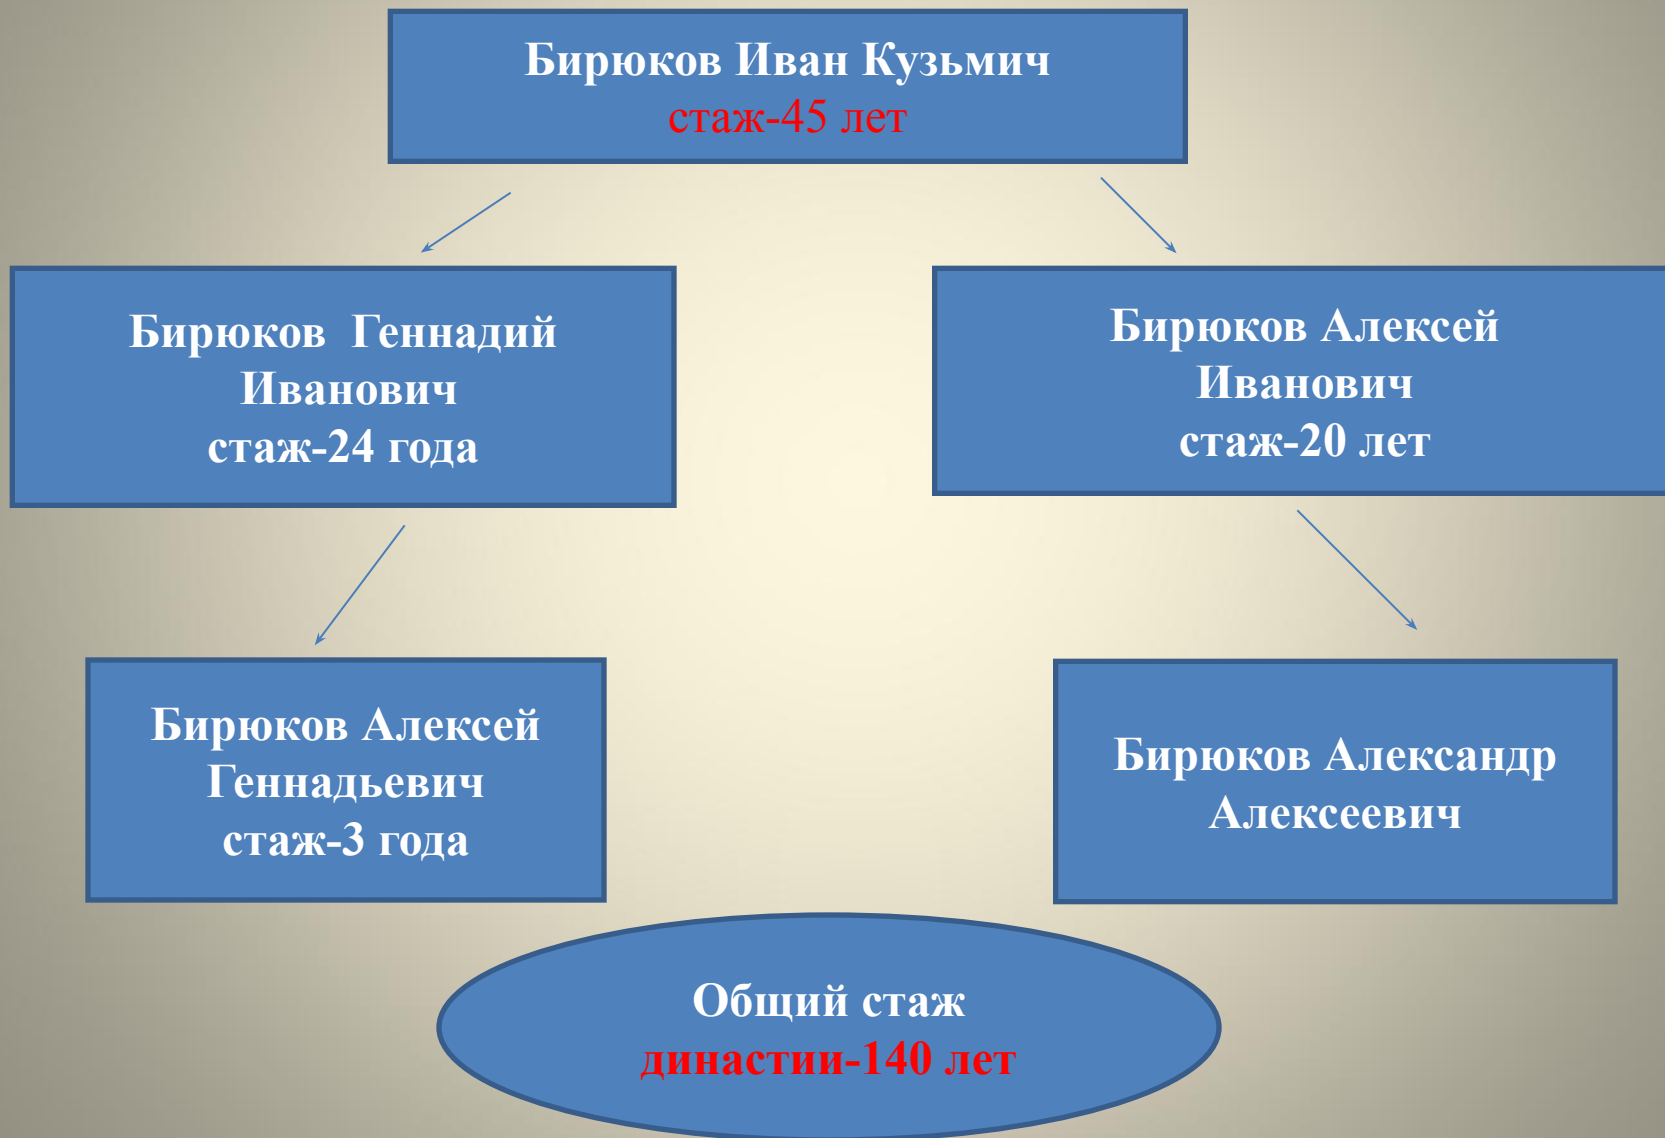 Бирюков Иван Кузьмич
стаж-45 лет
Бирюков Геннадий
Иванович
стаж-24 года
Бирюков Алексей
Иванович
стаж-20 лет
Бирюков Алексей
Геннадьевич
стаж-3 года
Бирюков Александр
Алексеевич
Общий стаж
династии-140 лет